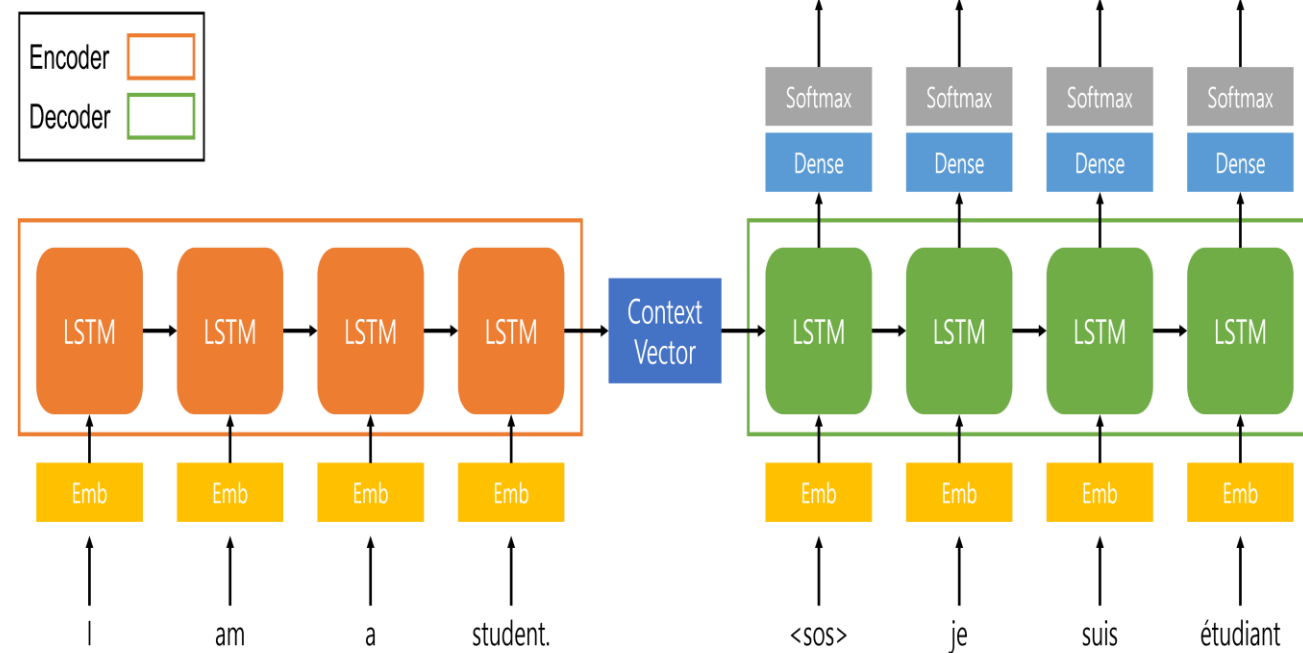 Encoder
Decoder
Softmax Softmax Softmax Softmax
Dense Dense Dense Dense
LSTM LSTM LSTM LSTM
Context
Vector
LSTM LSTM LSTM LSTM
Emb Emb Emb Emb
Emb Emb Emb Emb
I am a student.
<sos> je suis étudiant